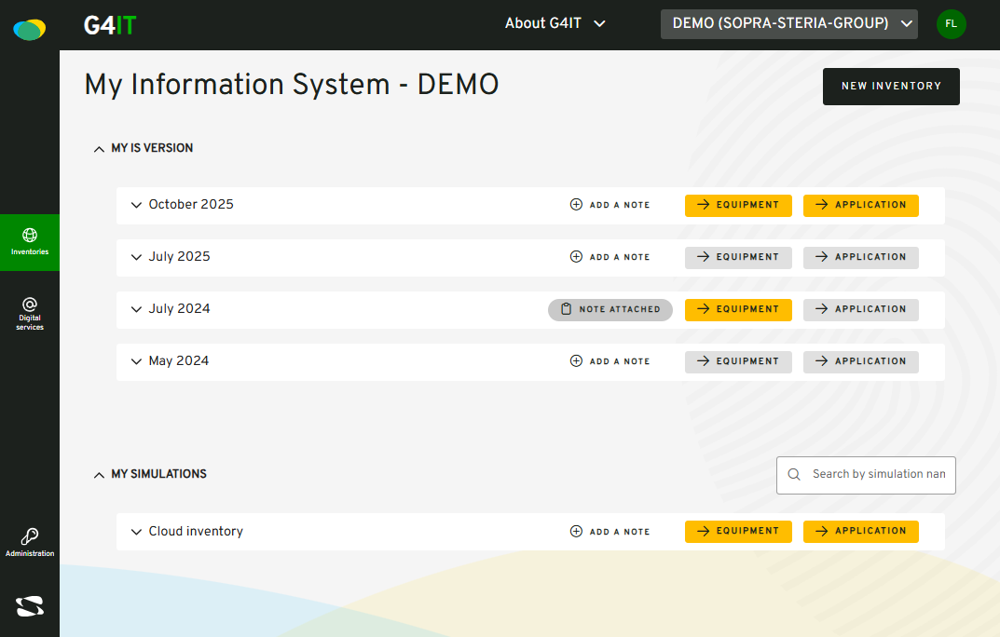 G4IT
About G4IT
DEMO (SOPRA-STERIA-GROUP)
FL
My Information System - DEMO
NEW INVENTORY
MY IS VERSION
October 2025
ADD A NOTE
EQUIPMENT
APPLICATION
July 2025
ADD A NOTE
EQUIPMENT
APPLICATION
July 2024
NOTE ATTACHED
EQUIPMENT
APPLICATION
May 2024
ADD A NOTE
EQUIPMENT
APPLICATION
MY SIMULATIONS
Search by simulation nam
Cloud inventory
ADD A NOTE
EQUIPMENT
APPLICATION
Inventories
Digital
services
Administration